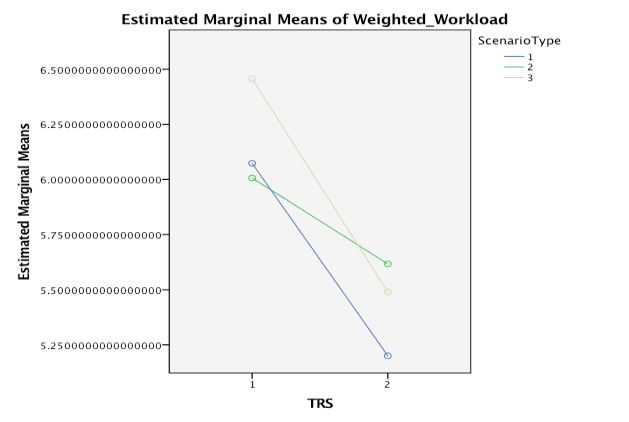 Estimated Marginal Means of Weighted_Workload
ScenarioType
1
2
3
Estimated Marginal Means
6.5000000000000000
6.2500000000000000
6.0000000000000000
5.7500000000000000
5.5000000000000000
5.2500000000000000
1 2
TRS